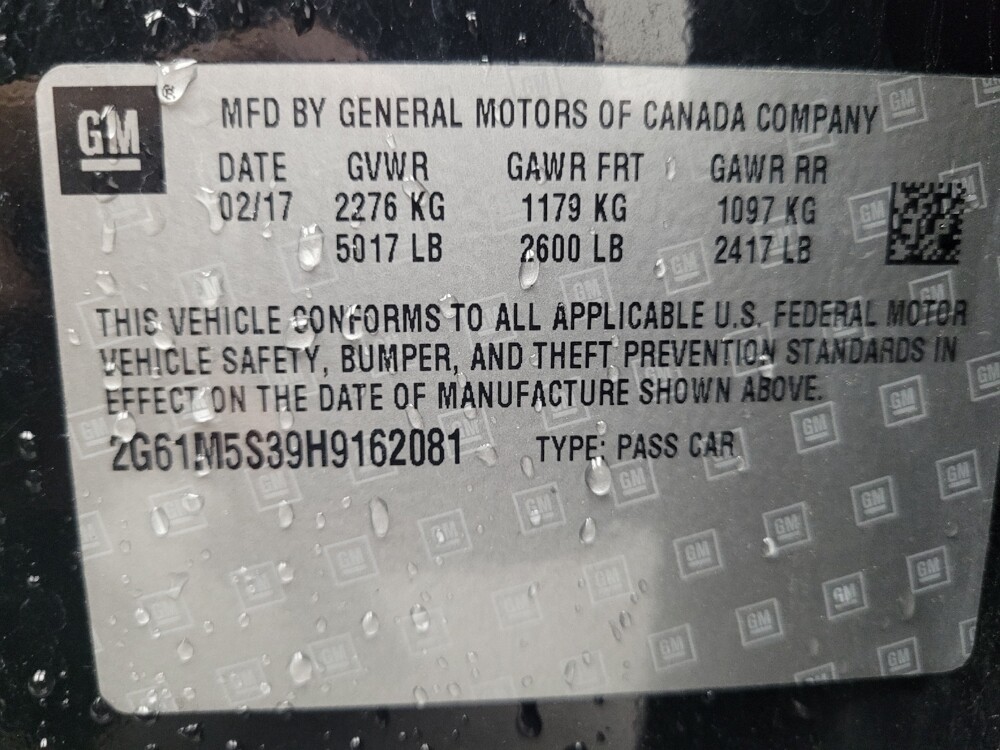 GM ®
MFD BY GENERAL MOTORS OF CANADA COMPANY
DATE GVWR GAWR FRT GAWR RR
02/17 2276 KG 1179 KG 1097 KG
5017 LB 2600 LB 2417 LB
THIS VEHICLE CONFORMS TO ALL APPLICABLE U.S. FEDERAL MOTOR
VEHICLE SAFETY, BUMPER, AND THEFT PREVENTION STANDARDS IN
EFFECT ON THE DATE OF MANUFACTURE SHOWN ABOVE.
2G61M5S39H9162081 TYPE: PASS CAR